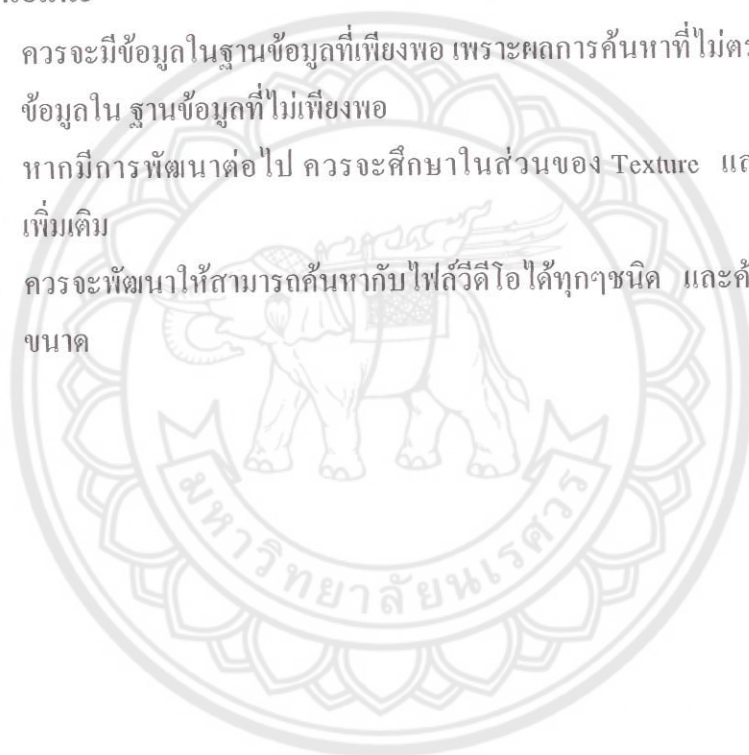 ควรจะมีข้อมูลในฐานข้อมูลที่เพียงพอ เพราะผลการค้นหาที่ไม่ตร
ข้อมูลใน ฐานข้อมูลที่ไม่เพียงพอ
หากมีการพัฒนาต่อไป ควรจะศึกษาในส่วนของ Texture และ
เพิ่มเติม
ควรจะพัฒนาให้สามารถค้นหากับไฟล์วีดีโอได้ทุกๆชนิด และค้
ขนาด
มหาวิทยาลัยนเรศวร